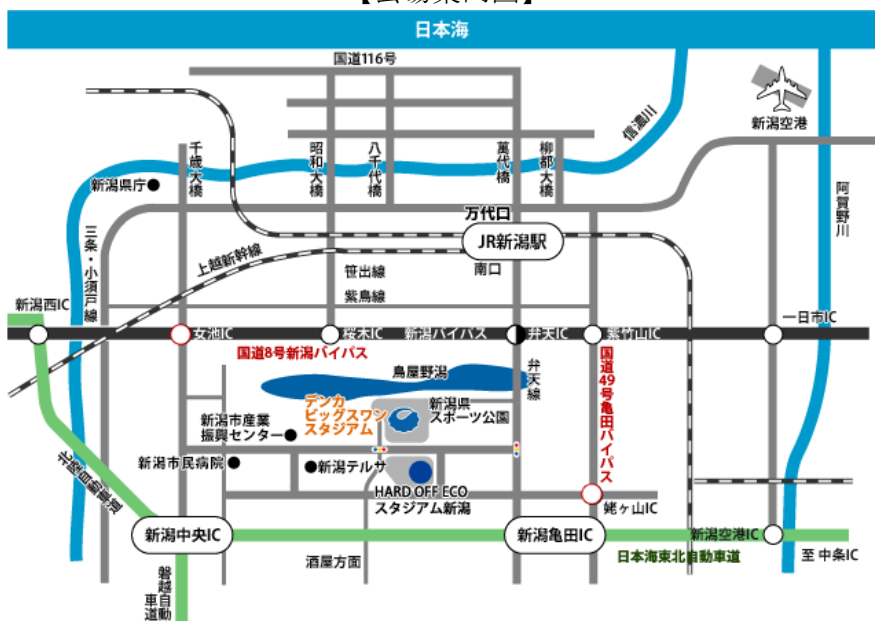 日本海
国道116号
信濃川
新潟空港
千歳大橋
昭和大橋
八千代橋
萬代橋
柳都大橋
新潟県庁
阿賀野川
万代口
JR新潟駅
南口
三条・小須戸線
上越新幹線
笹出線
紫鳥線
新潟西IC
女池IC
桜木IC
新潟バイパス
弁天IC
紫竹山IC
一日市IC
国道8号新潟バイパス
鳥屋野潟
弁天線
国道49号亀田バイパス
デンカ
ビッグスワン
スタジアム
新潟県
スポーツ公園
新潟市産業
振興センター
新潟市民病院
新潟テルサ
HARD OFF ECO
スタジアム新潟
姥ヶ山IC
北陸自動車道
新潟中央IC
新潟亀田IC
新潟空港IC
日本海東北自動車道
至 中条IC
酒屋方面
磐越自動
車道